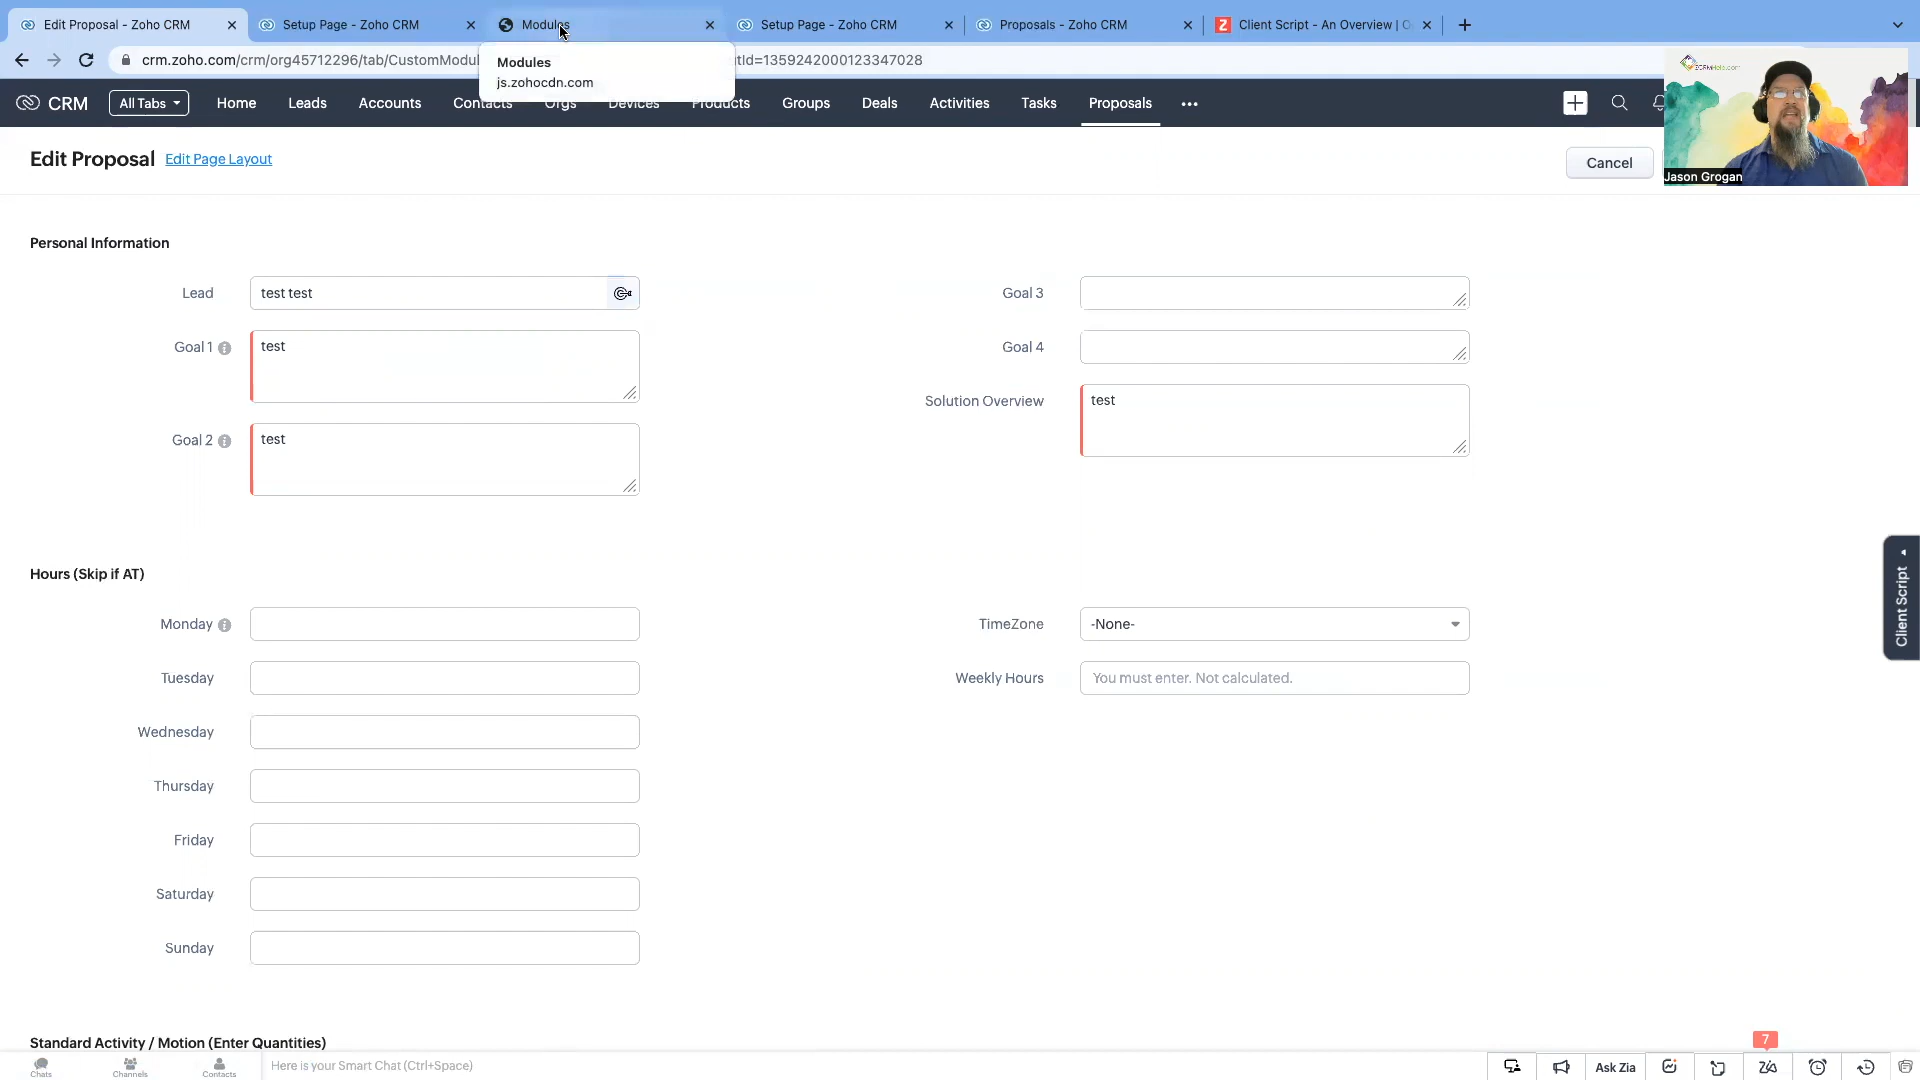 Edit Proposal - Zoho CRM
Setup Page - Zoho CRM
Modules
Setup Page - Zoho CRM
Proposals - Zoho CRM
Client Script - An Overview | O
crm.zoho.com/crm/org45712296/tab/CustomModul
tId=1359242000123347028
Modules
js.zohocdn.com
CRM
All Tabs
Home
Leads
Accounts
Contacts
Orgs
Devices
Products
Groups
Deals
Activities
Tasks
Proposals
Edit Proposal
Edit Page Layout
Cancel
Jason Grogan
Personal Information
Lead
test test
Goal 3
Goal 1
test
Goal 4
Solution Overview
test
Goal 2
test
Hours (Skip if AT)
Monday
TimeZone
-None-
Tuesday
Weekly Hours
You must enter. Not calculated.
Wednesday
Thursday
Friday
Saturday
Sunday
Client Script
Standard Activity / Motion (Enter Quantities)
7
Chats
Channels
Contacts
Here is your Smart Chat (Ctrl+Space)
Ask Zia